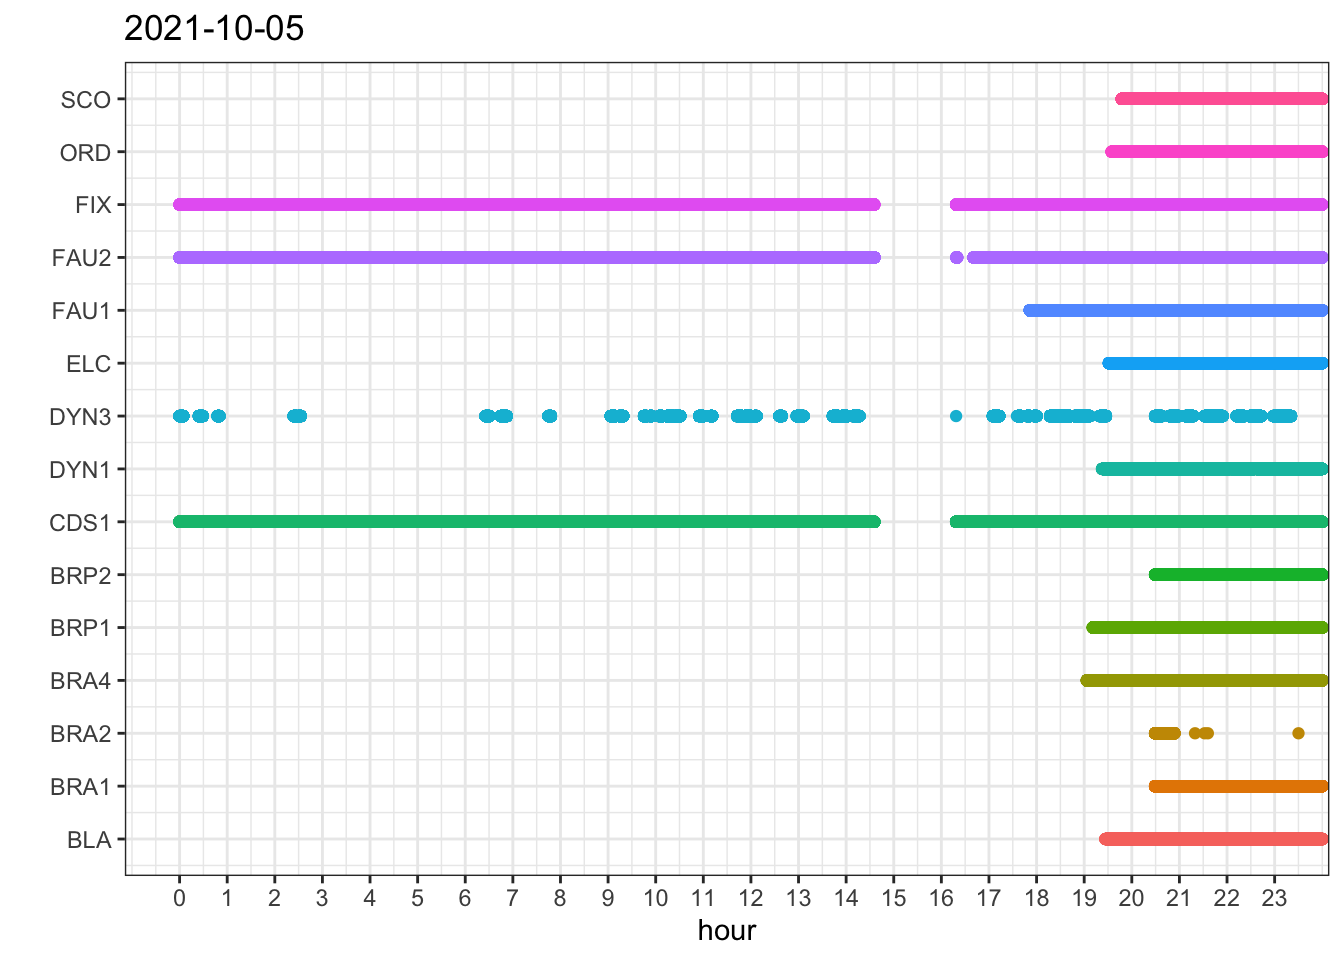 2021-10-05
SCO
ORD
FIX
FAU2
FAU1
ELC
DYN3
DYN1
CDS1
BRP2
BRP1
BRA4
BRA2
BRA1
BLA
0 1 2 3 4 5 6 7 8 9 10 11 12 13 14 15 16 17 18 19 20 21 22 23
hour